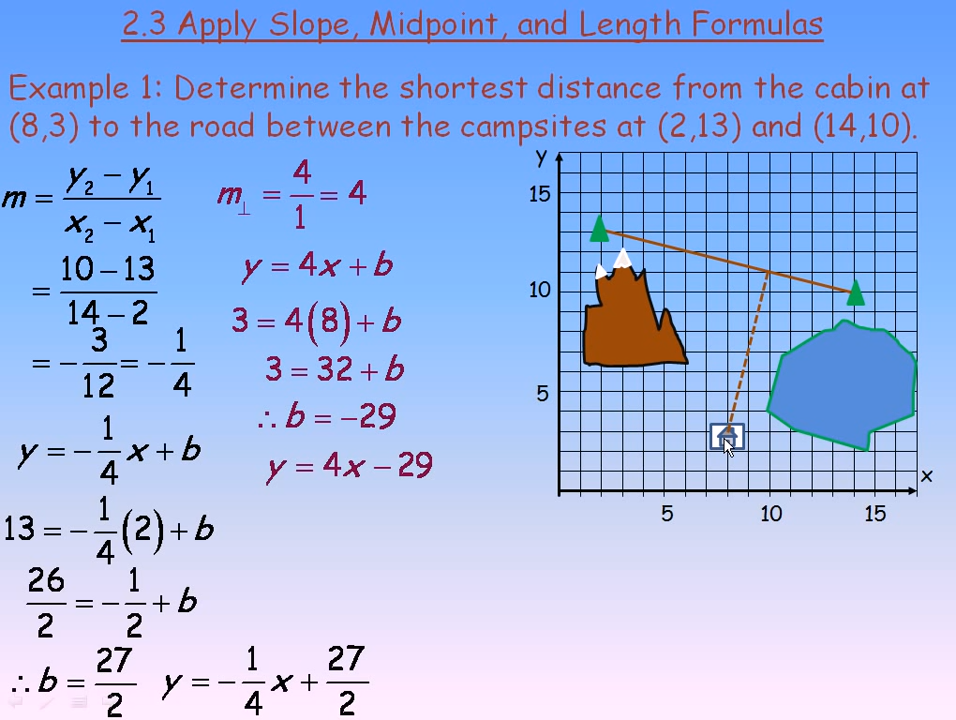 2.3 Apply Slope, Midpoint, and Length Formulas
Example 1: Determine the shortest distance from the cabin at
(8,3) to the road between the campsites at (2,13) and (14,10).
m = (y₂ − y₁)/(x₂ − x₁)
= (10 − 13)/(14 − 2)
= −3/12 = −1/4
y = −1/4 x + b
13 = −1/4 (2) + b
26/2 = −1/2 + b
∴ b = 27/2
y = −1/4 x + 27/2
m⊥ = 4/1 = 4
y = 4x + b
3 = 4(8) + b
3 = 32 + b
∴ b = −29
y = 4x − 29
y
15
10
5
x
5 10 15